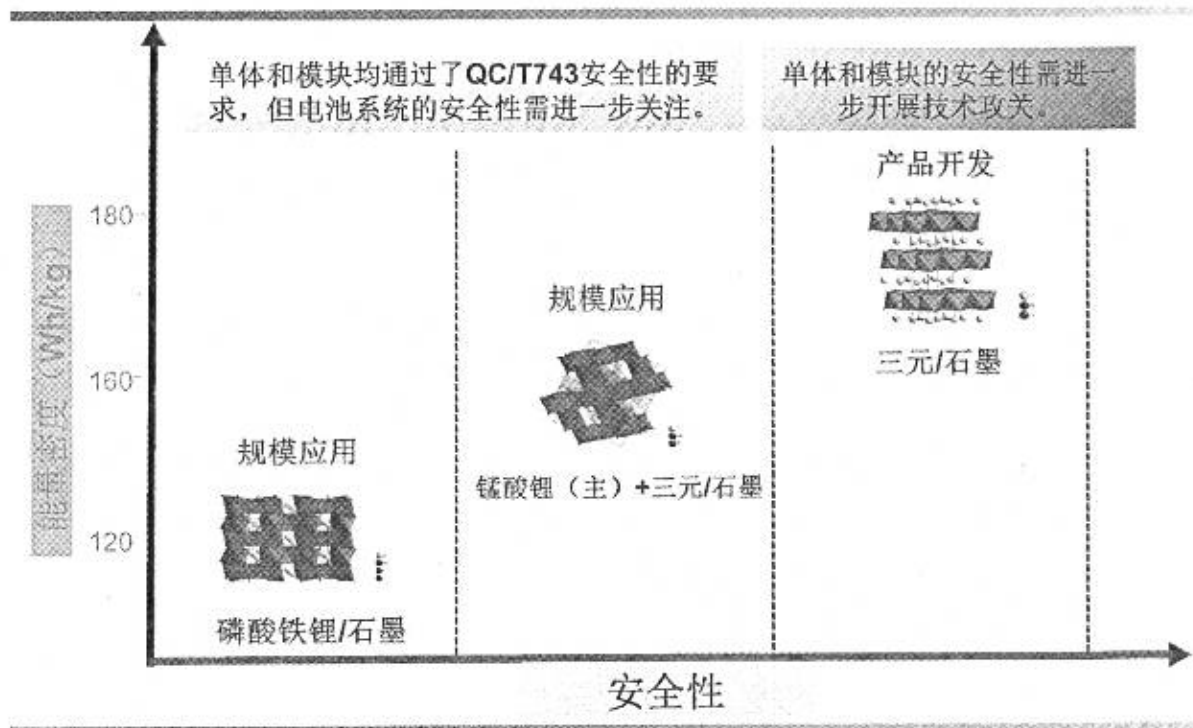 单体和模块均通过了QC/T743安全性的要
求，但电池系统的安全性需进一步关注。
单体和模块的安全性需进一
步开展技术攻关。
产品开发
三元/石墨
规模应用
锰酸锂（主）+三元/石墨
规模应用
磷酸铁锂/石墨
能量密度（Wh/kg）
180
160
120
安全性